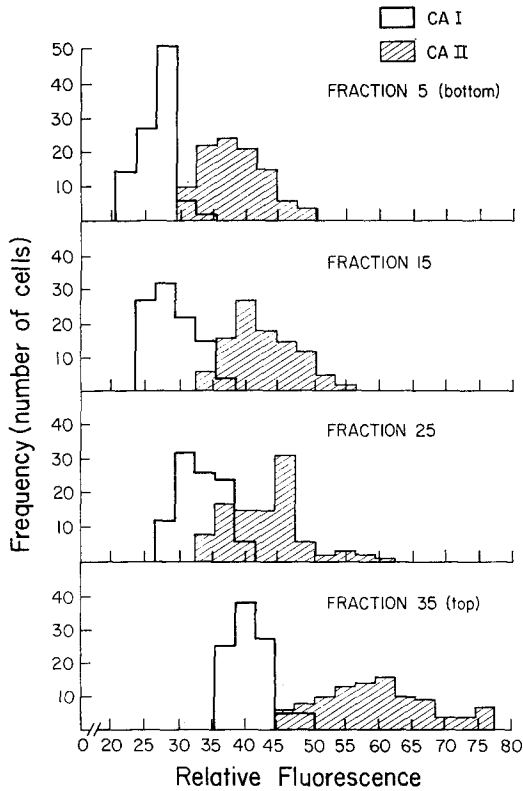 CA I
CA II
FRACTION 5 (bottom)
50
40
30
20
10
FRACTION 15
40
30
20
10
FRACTION 25
40
30
20
10
FRACTION 35 (top)
40
30
20
10
Frequency (number of cells)
0 20 25 30 35 40 45 50 55 60 65 70 75 80
Relative Fluorescence